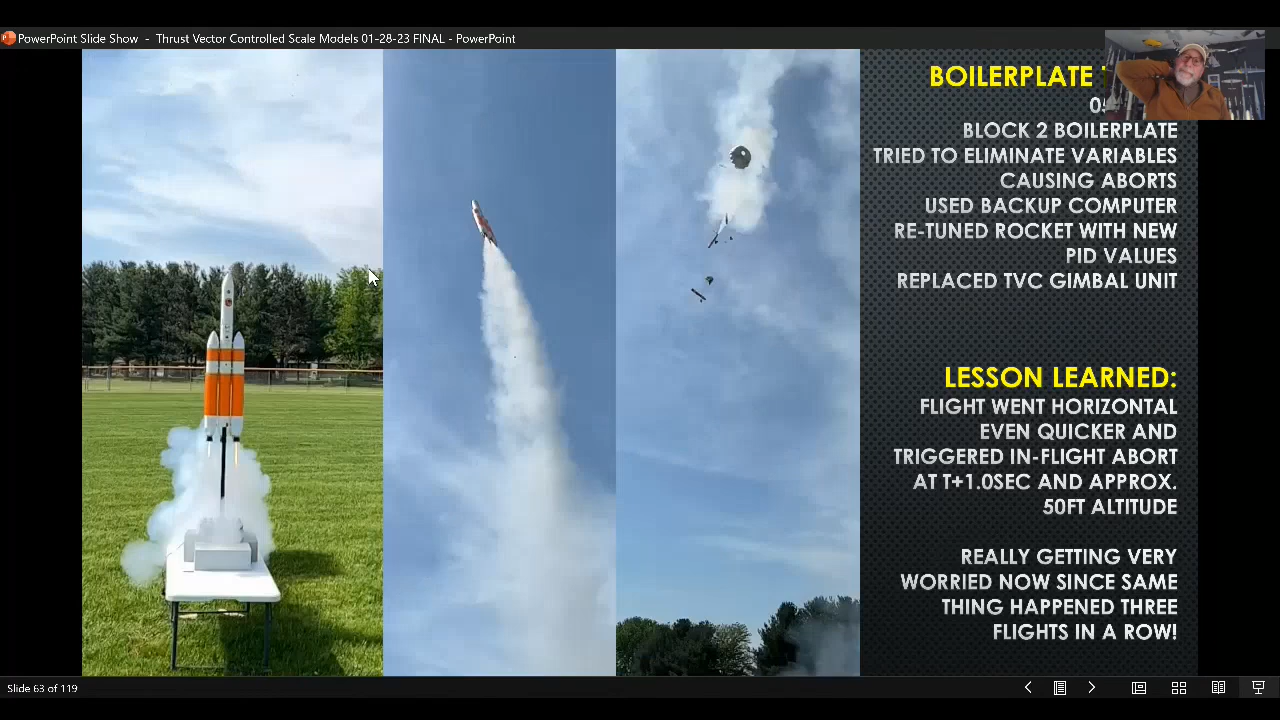 PowerPoint Slide Show - Thrust Vector Controlled Scale Models 01-28-23 FINAL - PowerPoint
BOILERPLATE
BLOCK 2 BOILERPLATE
TRIED TO ELIMINATE VARIABLES
CAUSING ABORTS
USED BACKUP COMPUTER
RE-TUNED ROCKET WITH NEW
PID VALUES
REPLACED TVC GIMBAL UNIT
LESSON LEARNED:
FLIGHT WENT HORIZONTAL
EVEN QUICKER AND
TRIGGERED IN-FLIGHT ABORT
AT T+1.0SEC AND APPROX.
50FT ALTITUDE
REALLY GETTING VERY
WORRIED NOW SINCE SAME
THING HAPPENED THREE
FLIGHTS IN A ROW!
Slide 63 of 119